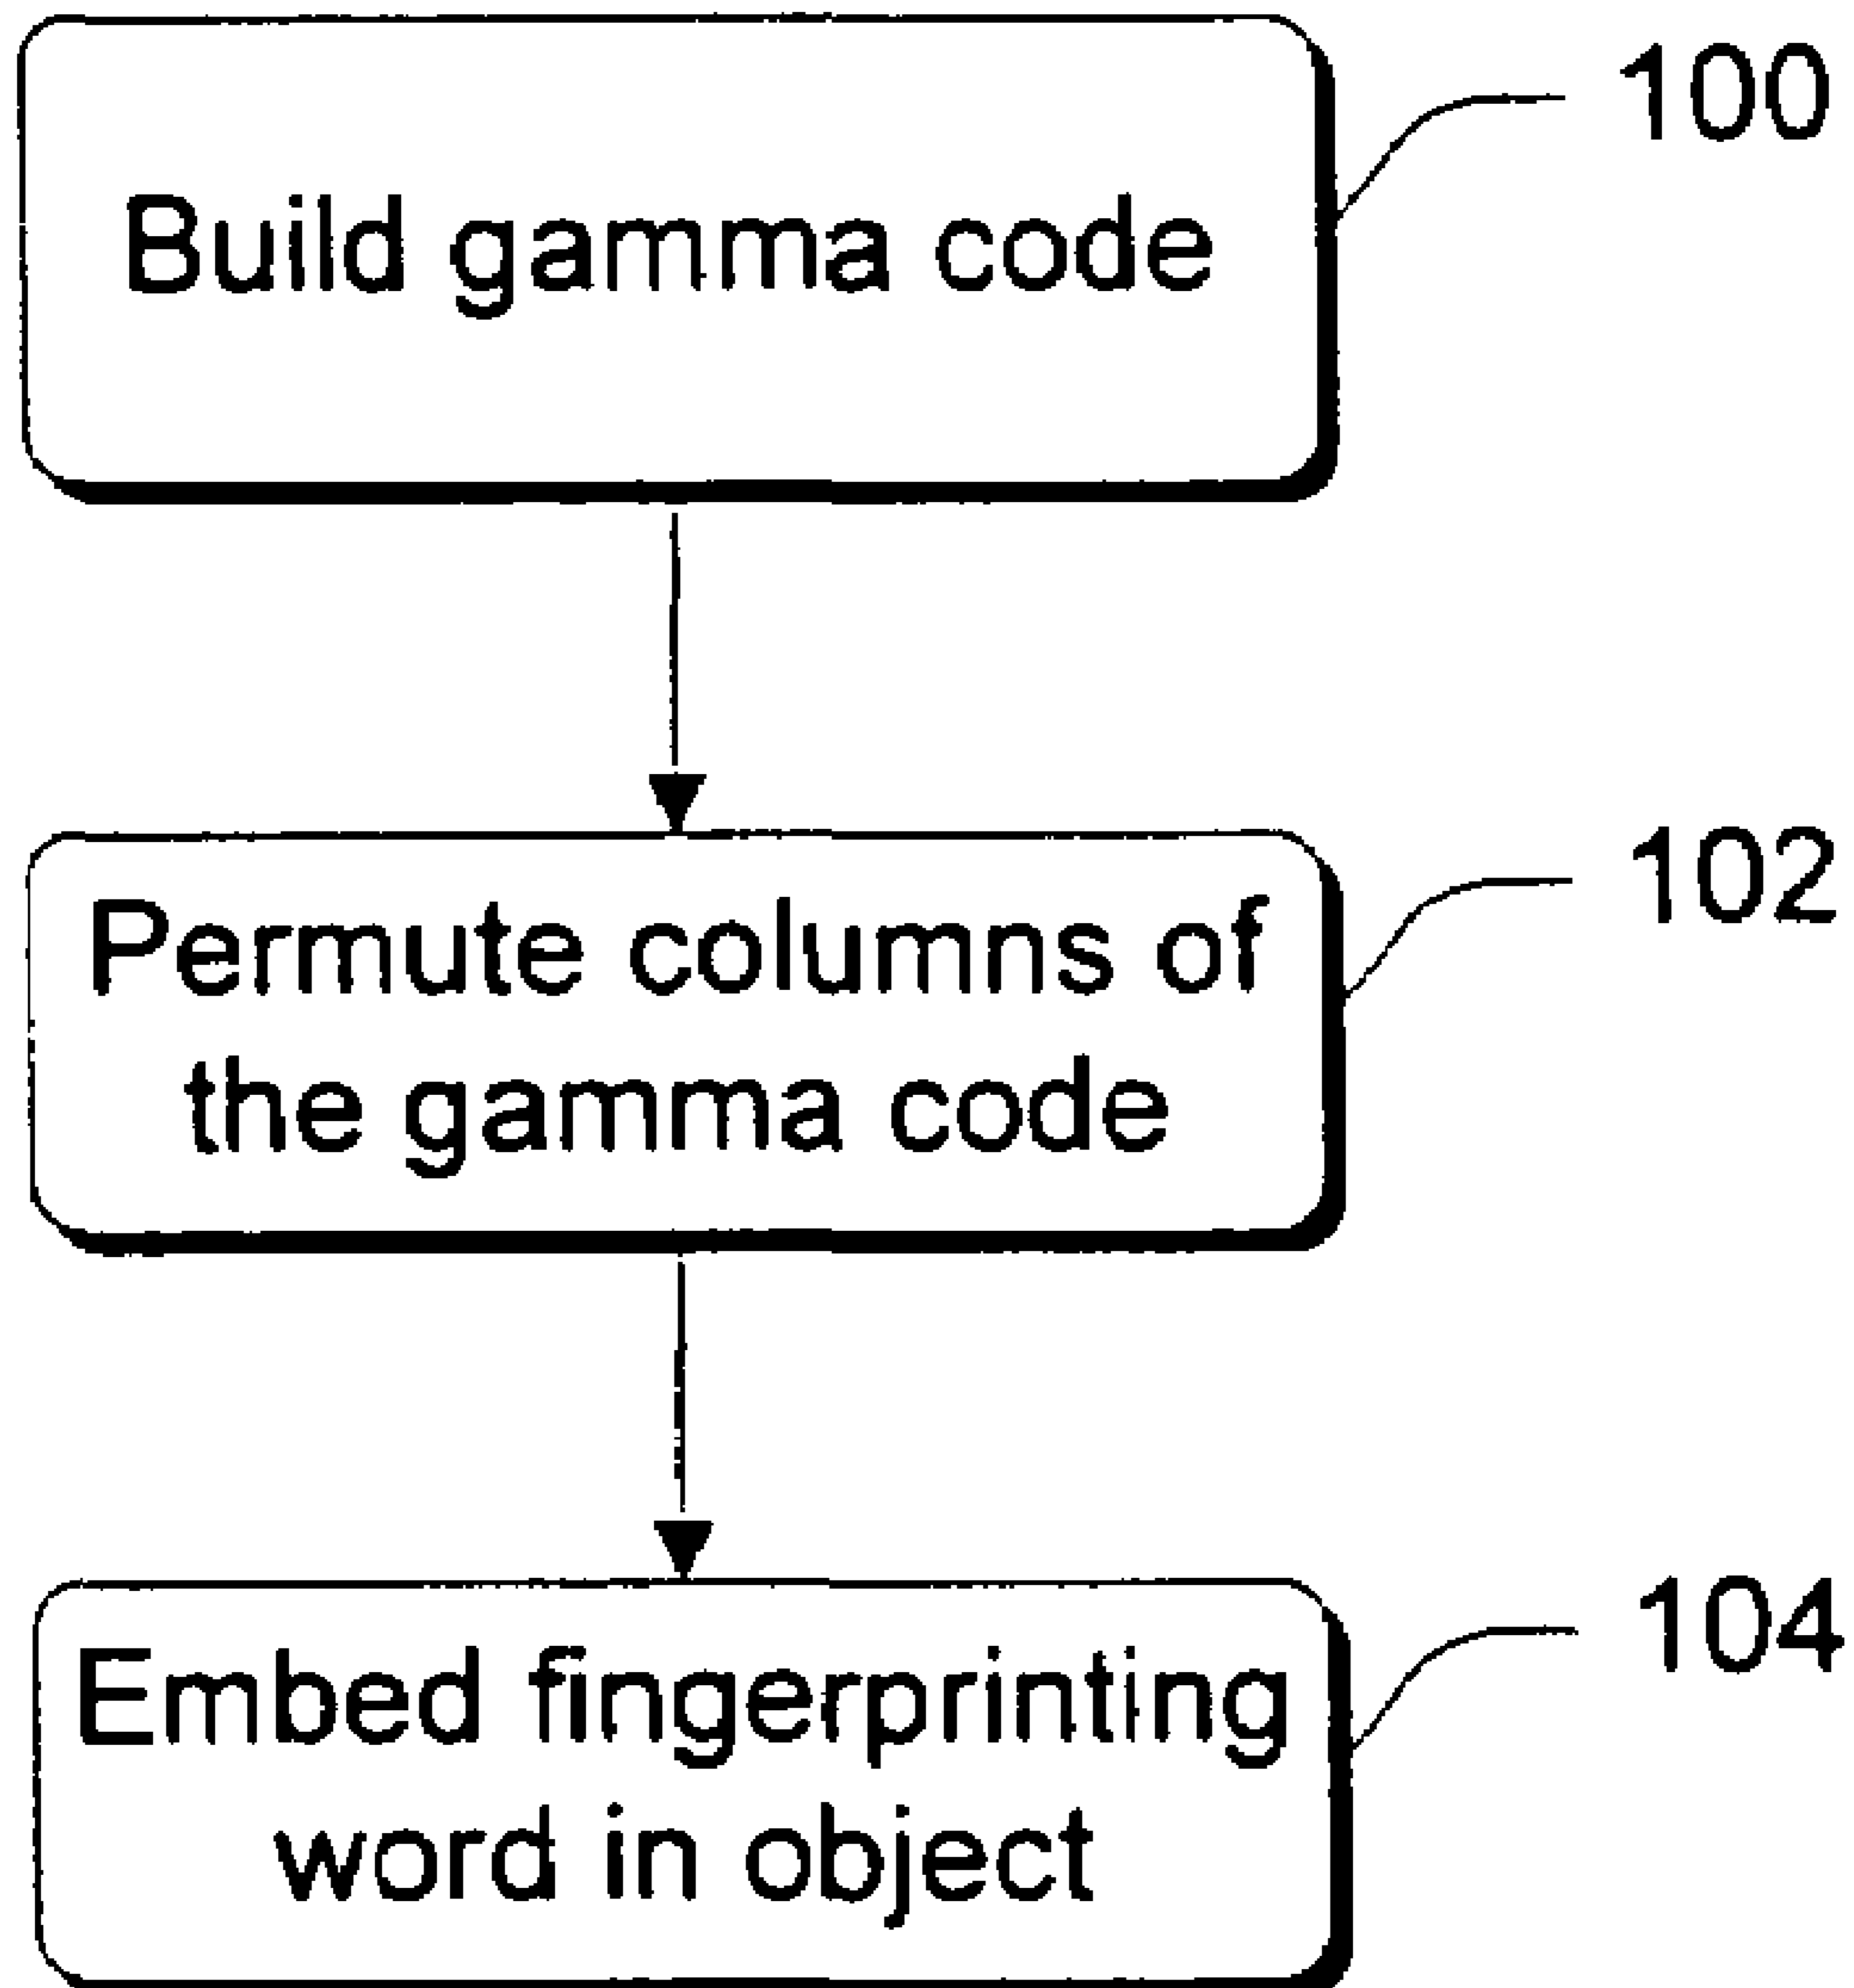 Build gamma code
100
Permute columns of
the gamma code
102
Embed fingerprinting
word in object
104